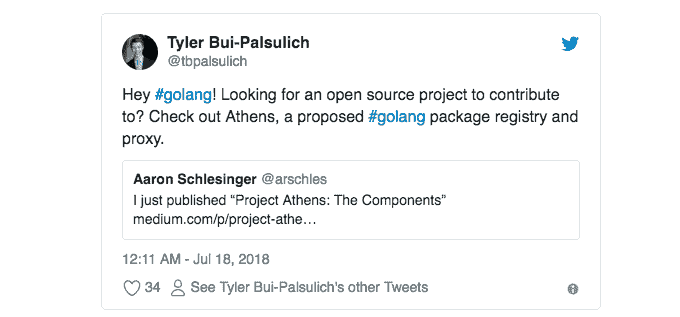 Tyler Bui-Palsulich
@tbpalsulich
Hey #golang! Looking for an open source project to contribute
to? Check out Athens, a proposed #golang package registry and
proxy.
Aaron Schlesinger @arschles
I just published “Project Athens: The Components”
medium.com/p/project-athe…
12:11 AM - Jul 18, 2018
34 See Tyler Bui-Palsulich's other Tweets